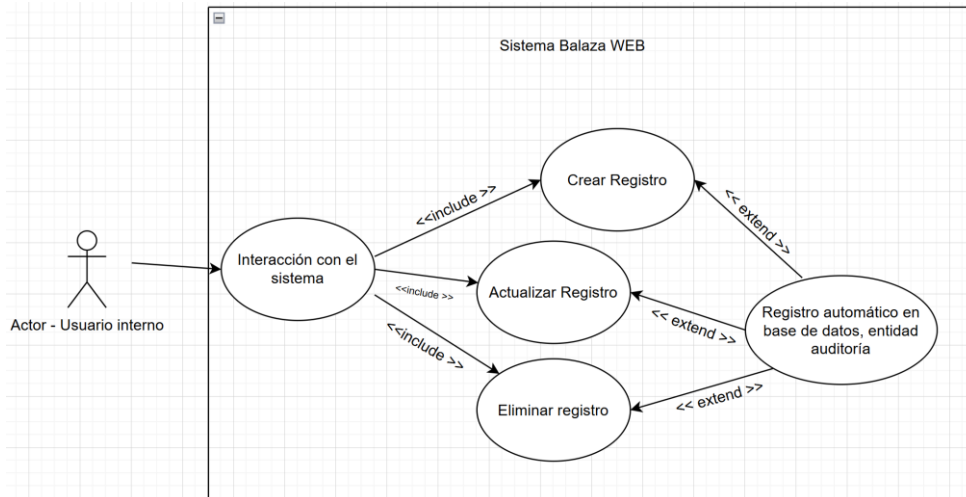 Sistema Balaza WEB
Crear Registro
<<include >>
<< extend >>
Interacción con el
sistema
Actualizar Registro
<<include >>
<< extend >>
Registro automático en
base de datos, entidad
auditoría
Actor - Usuario interno
<<include >>
<< extend >>
Eliminar registro